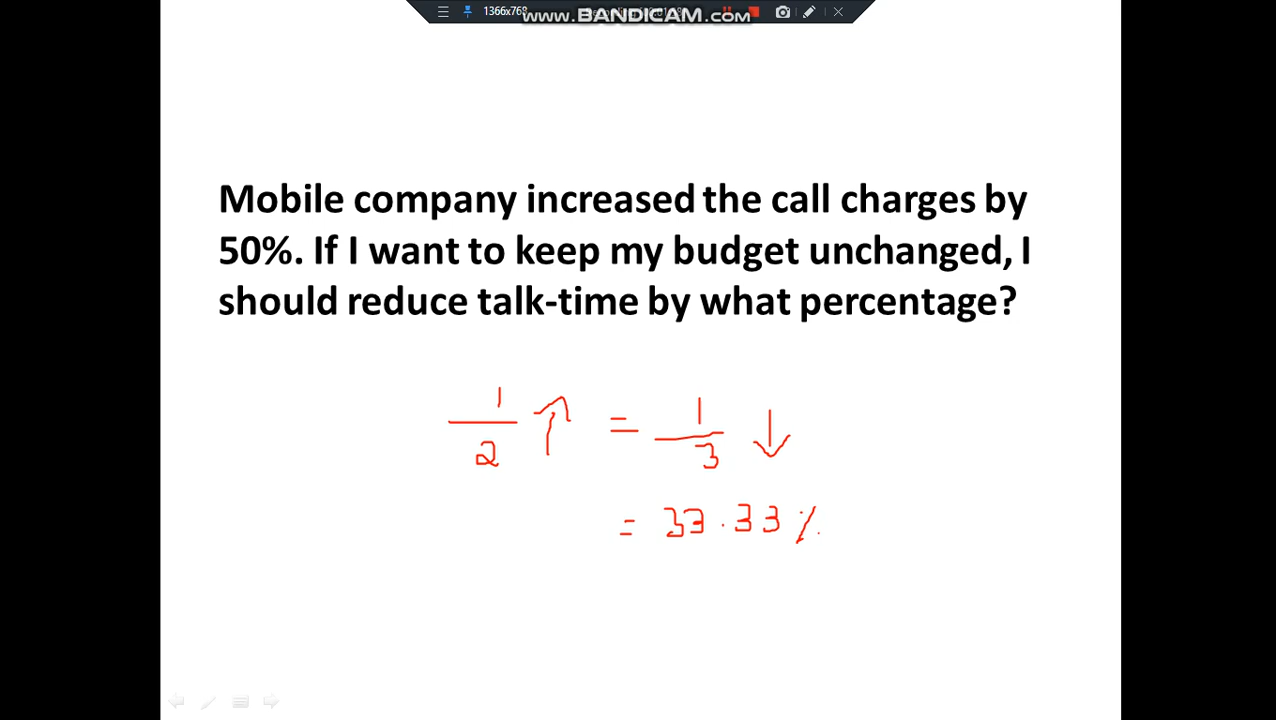 1366x768
www.BANDICAM.com
Mobile company increased the call charges by
50%. If I want to keep my budget unchanged, I
should reduce talk-time by what percentage?
1/2 ↑ = 1/3 ↓
= 33.33%